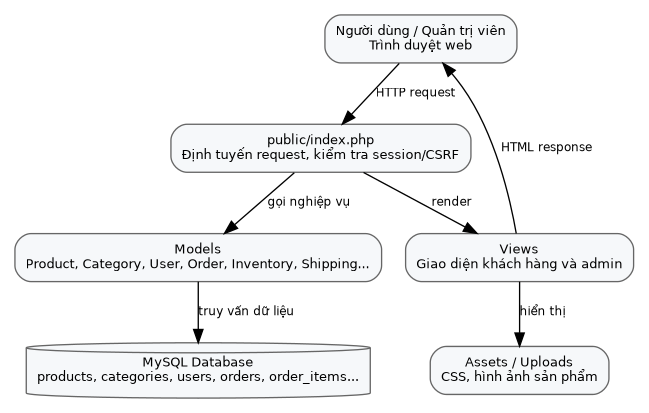 Người dùng / Quản trị viên
Trình duyệt web
HTTP request
public/index.php
Định tuyến request, kiểm tra session/CSRF
HTML response
gọi nghiệp vụ
render
Models
Product, Category, User, Order, Inventory, Shipping...
Views
Giao diện khách hàng và admin
truy vấn dữ liệu
hiển thị
MySQL Database
products, categories, users, orders, order_items...
Assets / Uploads
CSS, hình ảnh sản phẩm